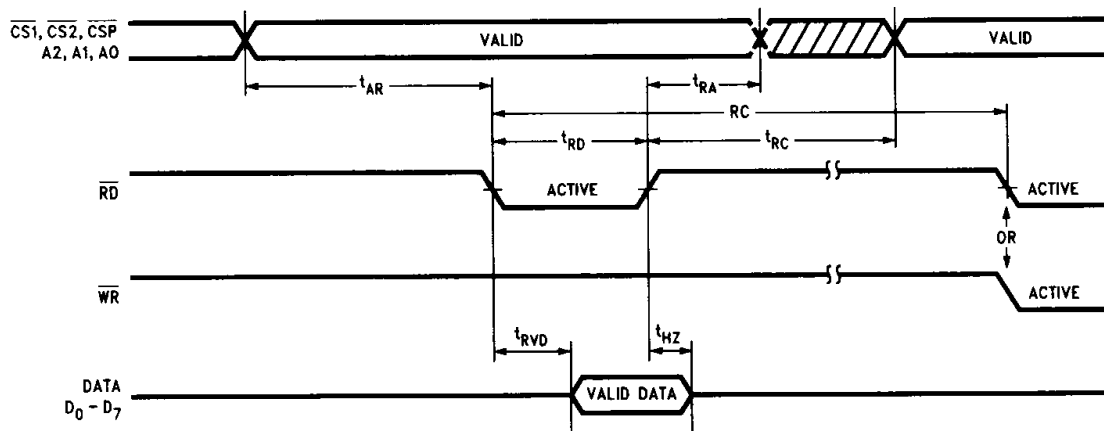 CS1, CS2, CSP
A2, A1, A0
VALID
VALID
tAR
tRA
RC
tRD
tRC
RD
ACTIVE
ACTIVE
OR
WR
ACTIVE
tRVD
tHZ
DATA
D0 – D7
VALID DATA